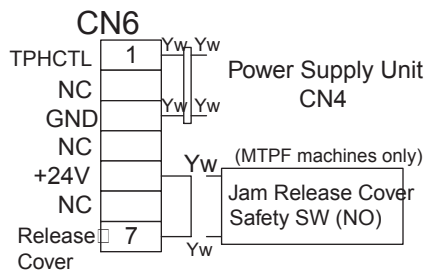 CN6
TPHCTL 1 Yw Yw
NC
GND Yw Yw
Power Supply Unit
CN4
NC
+24V Yw
NC
Release 7 Yw
Cover
(MTPF machines only)
Jam Release Cover
Safety SW (NO)